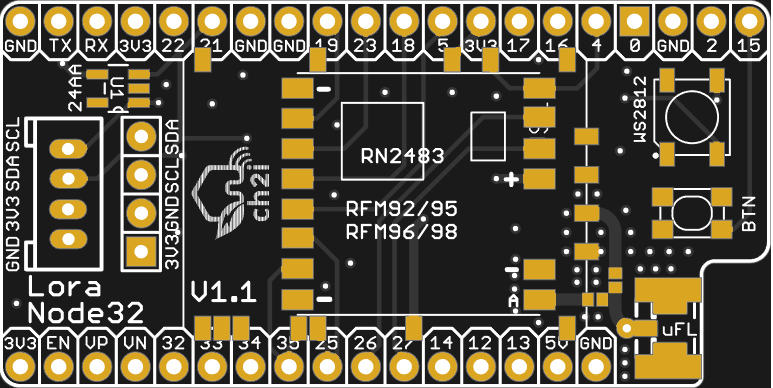 GND TX RX 3V3 22 21 GND GND 19 23 18 5 3V3 17 16 4 0 GND 2 15
24AA
U1
WS2812
SCL
SDA
3V3
GND
SDA
SCL
GND
3V3
ch2i
RN2483
RFM92/95
RFM96/98
+
A
BTN
Lora
Node32
V1.1
uFL
3V3 EN VP VN 32 33 34 35 25 26 27 14 12 13 5V GND